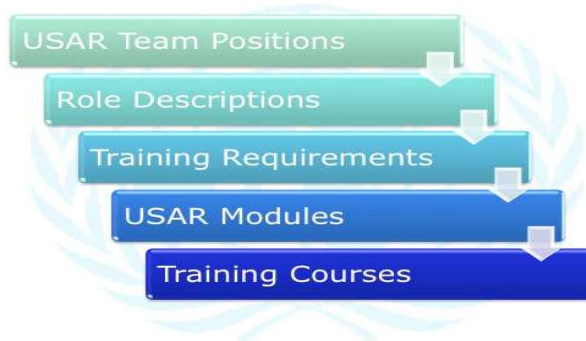 USAR Team Positions
Role Descriptions
Training Requirements
USAR Modules
Training Courses